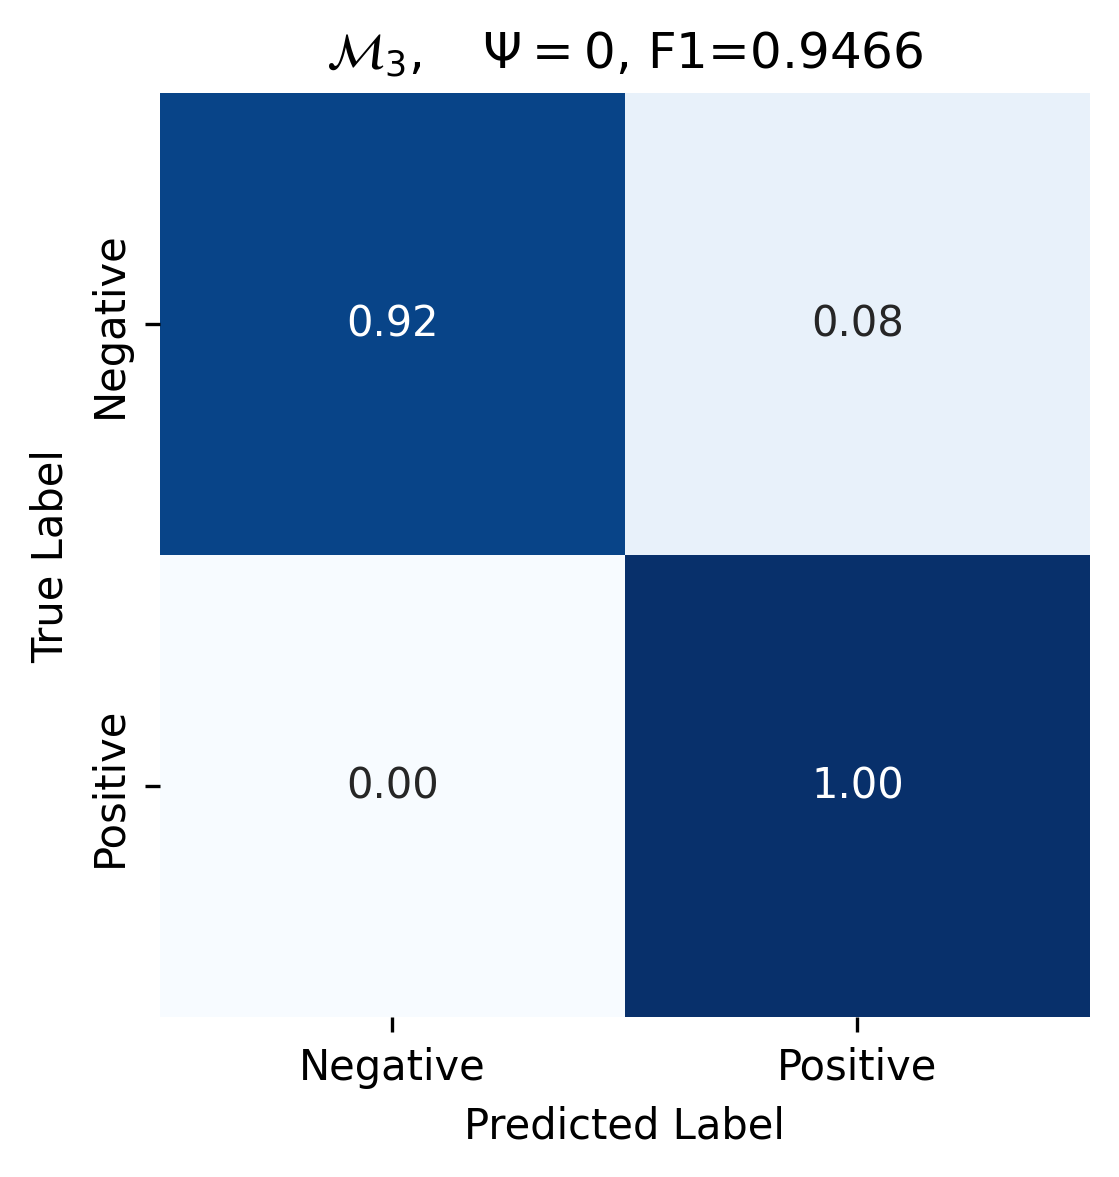 ℳ₃, Ψ = 0, F1=0.9466
True Label
Negative
0.92 0.08
Positive
0.00 1.00
Negative Positive
Predicted Label